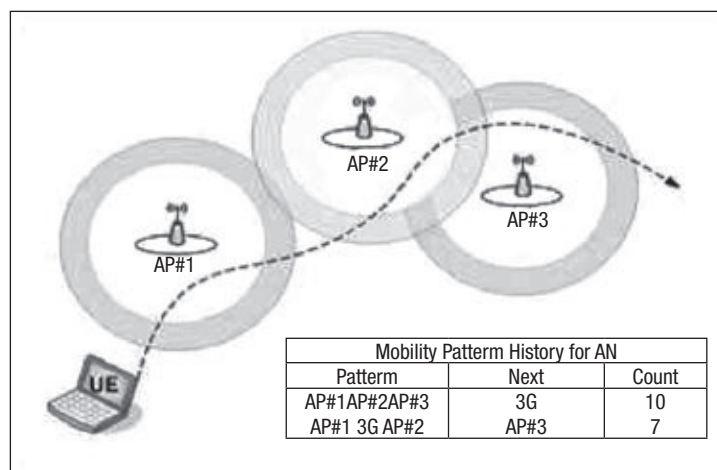 AP#2
AP#3
AP#1
UE
Mobility Patterm History for AN
Patterm Next Count
AP#1AP#2AP#3 3G 10
AP#1 3G AP#2 AP#3 7